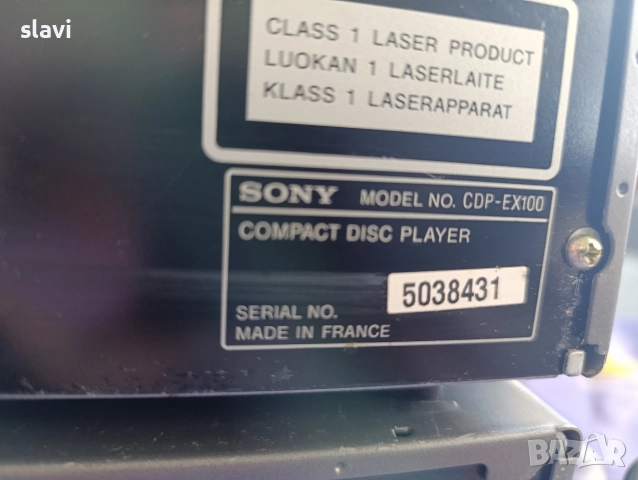 slavi
CLASS 1 LASER PRODUCT
LUOKAN 1 LASERLAITE
KLASS 1 LASERAPPARAT
SONY MODEL NO. CDP-EX100
COMPACT DISC PLAYER
5038431
SERIAL NO.
MADE IN FRANCE
BAZAR